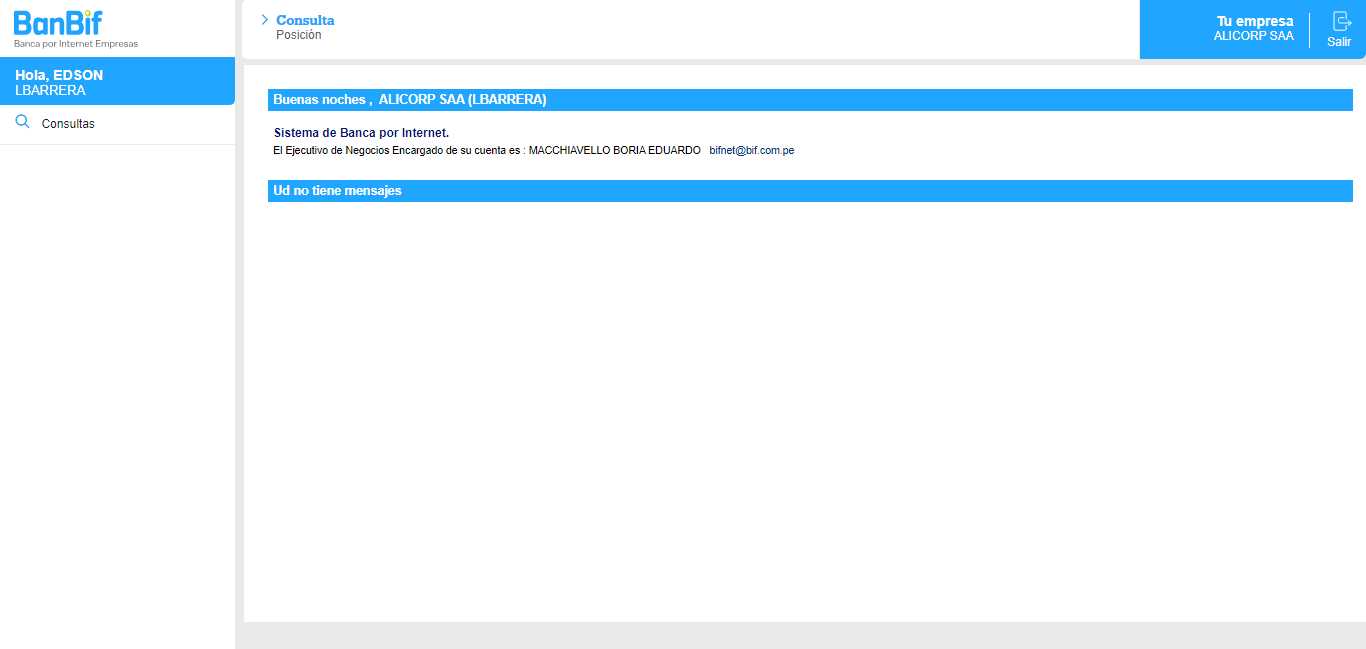 BanBif
Banca por Internet Empresas
Hola, EDSON
LBARRERA
Consultas
Consulta
Posición
Tu empresa
ALICORP SAA
Salir
Buenas noches , ALICORP SAA (LBARRERA)
Sistema de Banca por Internet.
El Ejecutivo de Negocios Encargado de su cuenta es : MACCHIAVELLO BORIA EDUARDO bifnet@bif.com.pe
Ud no tiene mensajes